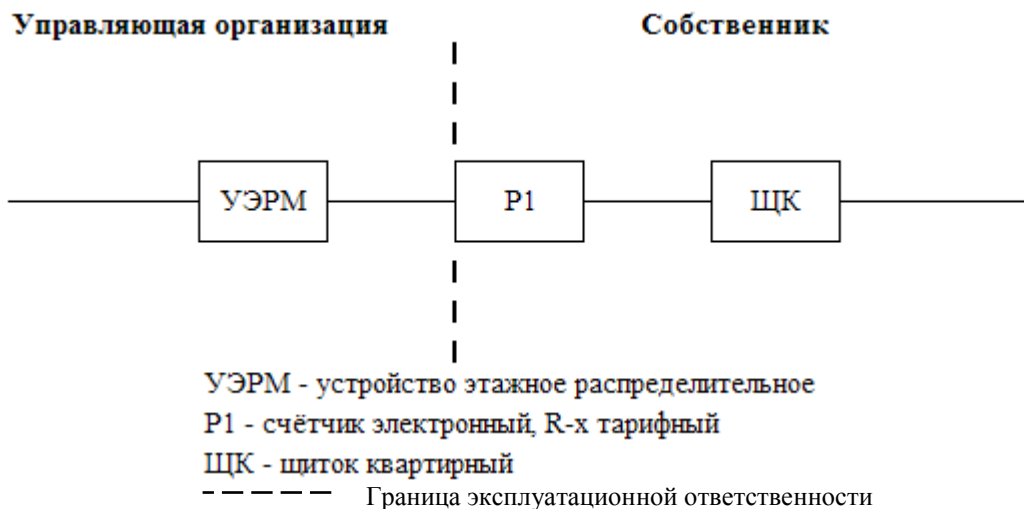 Управляющая организация
Собственник
УЭРМ
Р1
ЩК
УЭРМ - устройство этажное распределительное
Р1 - счётчик электронный, R-х тарифный
ЩК - щиток квартирный
Граница эксплуатационной ответственности